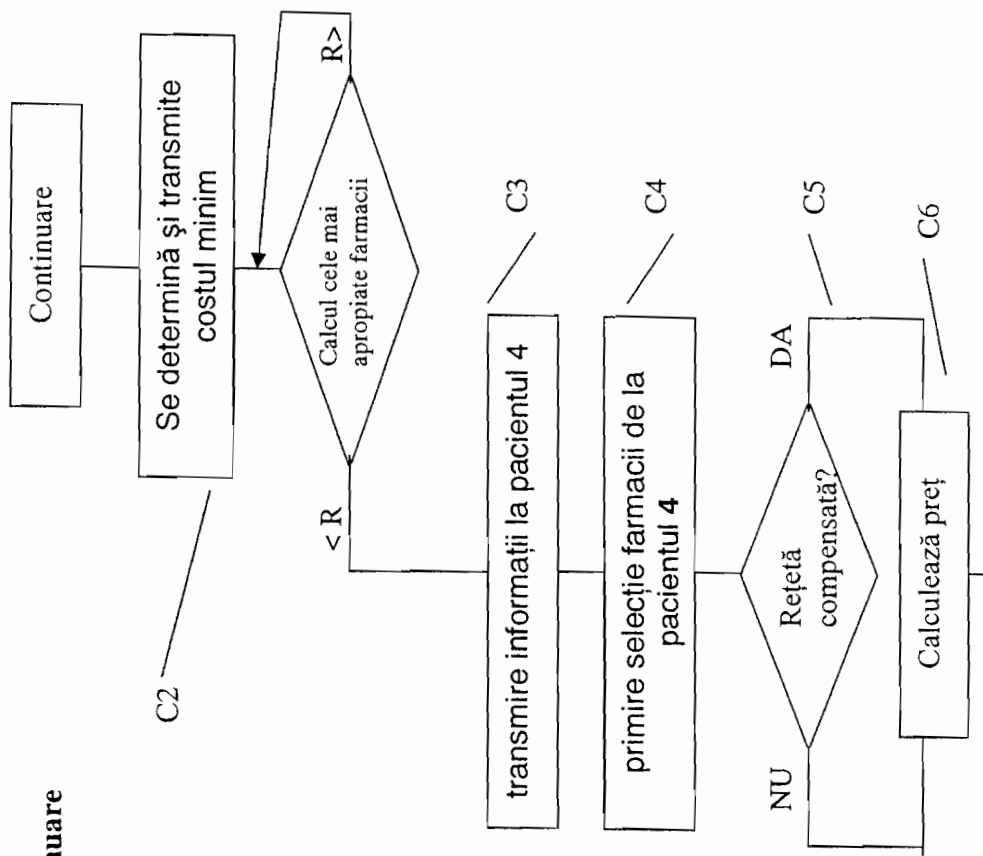 nuare
Continuare
Se determină și transmite
costul minim
C2
Calcul cele mai
apropiate farmacii
R>
< R
transmire informații la pacientul 4
C3
primire selecție farmacii de la
pacientul 4
C4
Rețetă
compensată?
DA
C5
NU
Calculează preț
C6